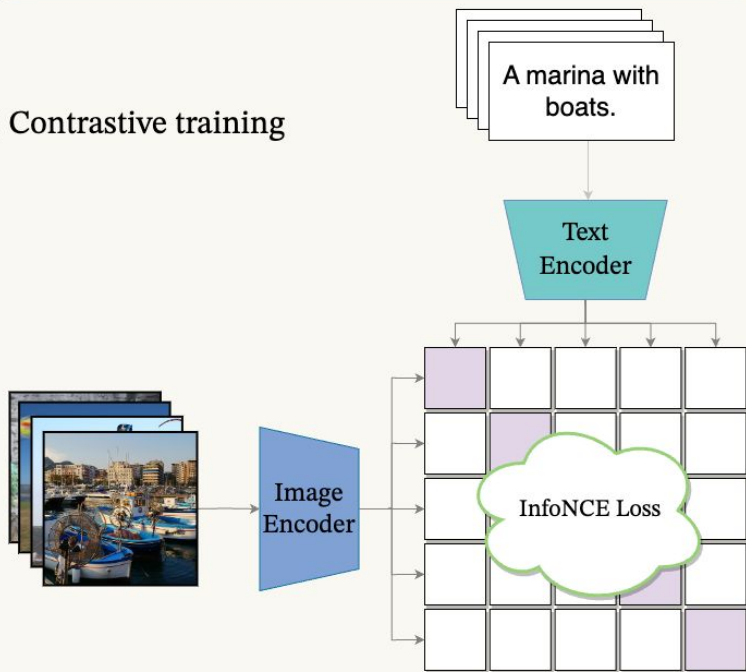 A marina with
boats.
Contrastive training
Text
Encoder
Image
Encoder
InfoNCE Loss